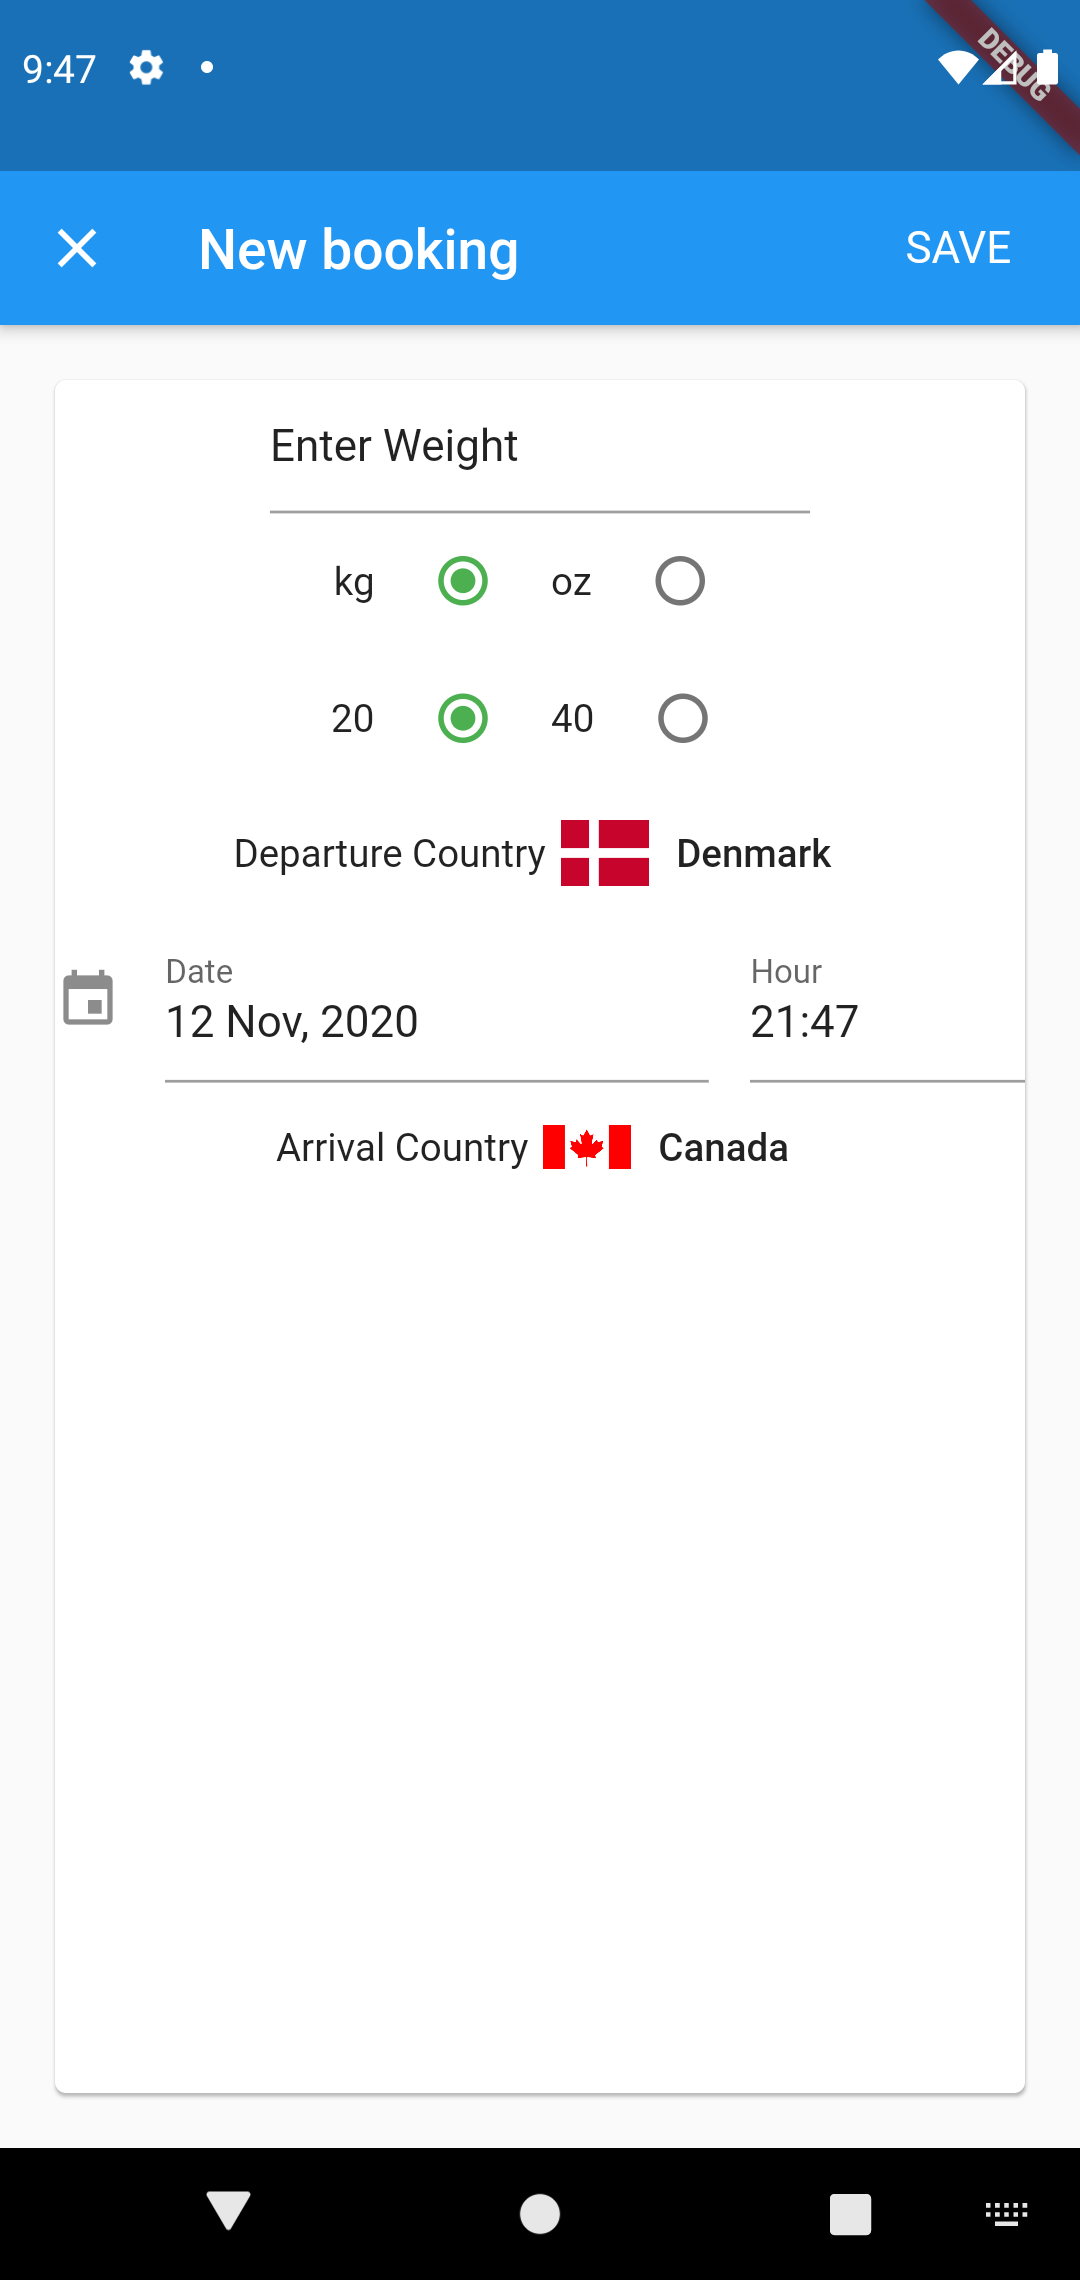 9:47
DEBUG
New booking
SAVE
Enter Weight
kg oz
20 40
Departure Country Denmark
Date Hour
12 Nov, 2020 21:47
Arrival Country Canada